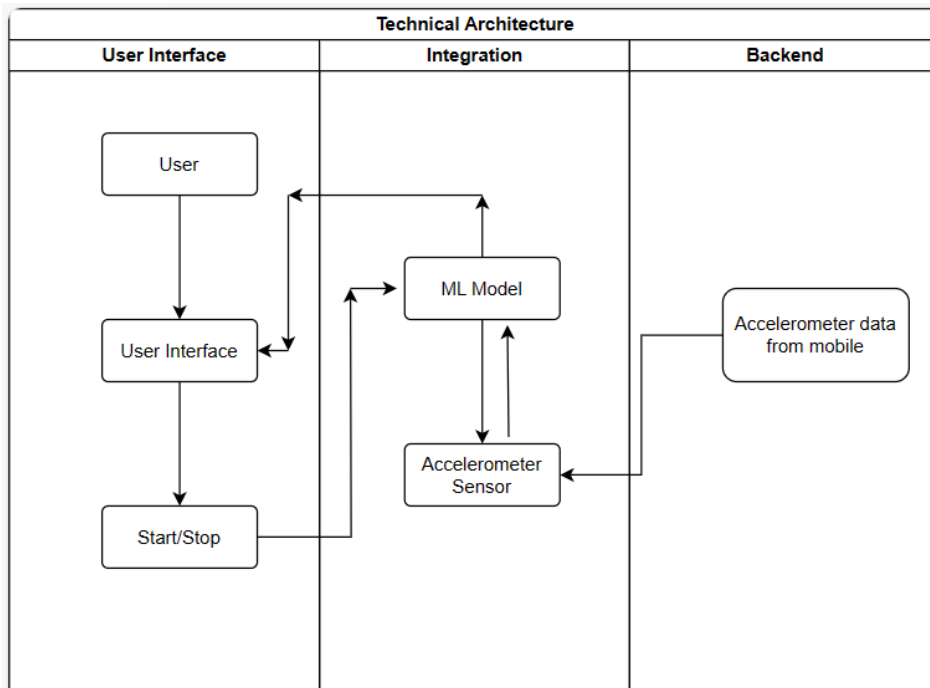 Technical Architecture
User Interface
Integration
Backend
User
ML Model
User Interface
Accelerometer data
from mobile
Accelerometer
Sensor
Start/Stop